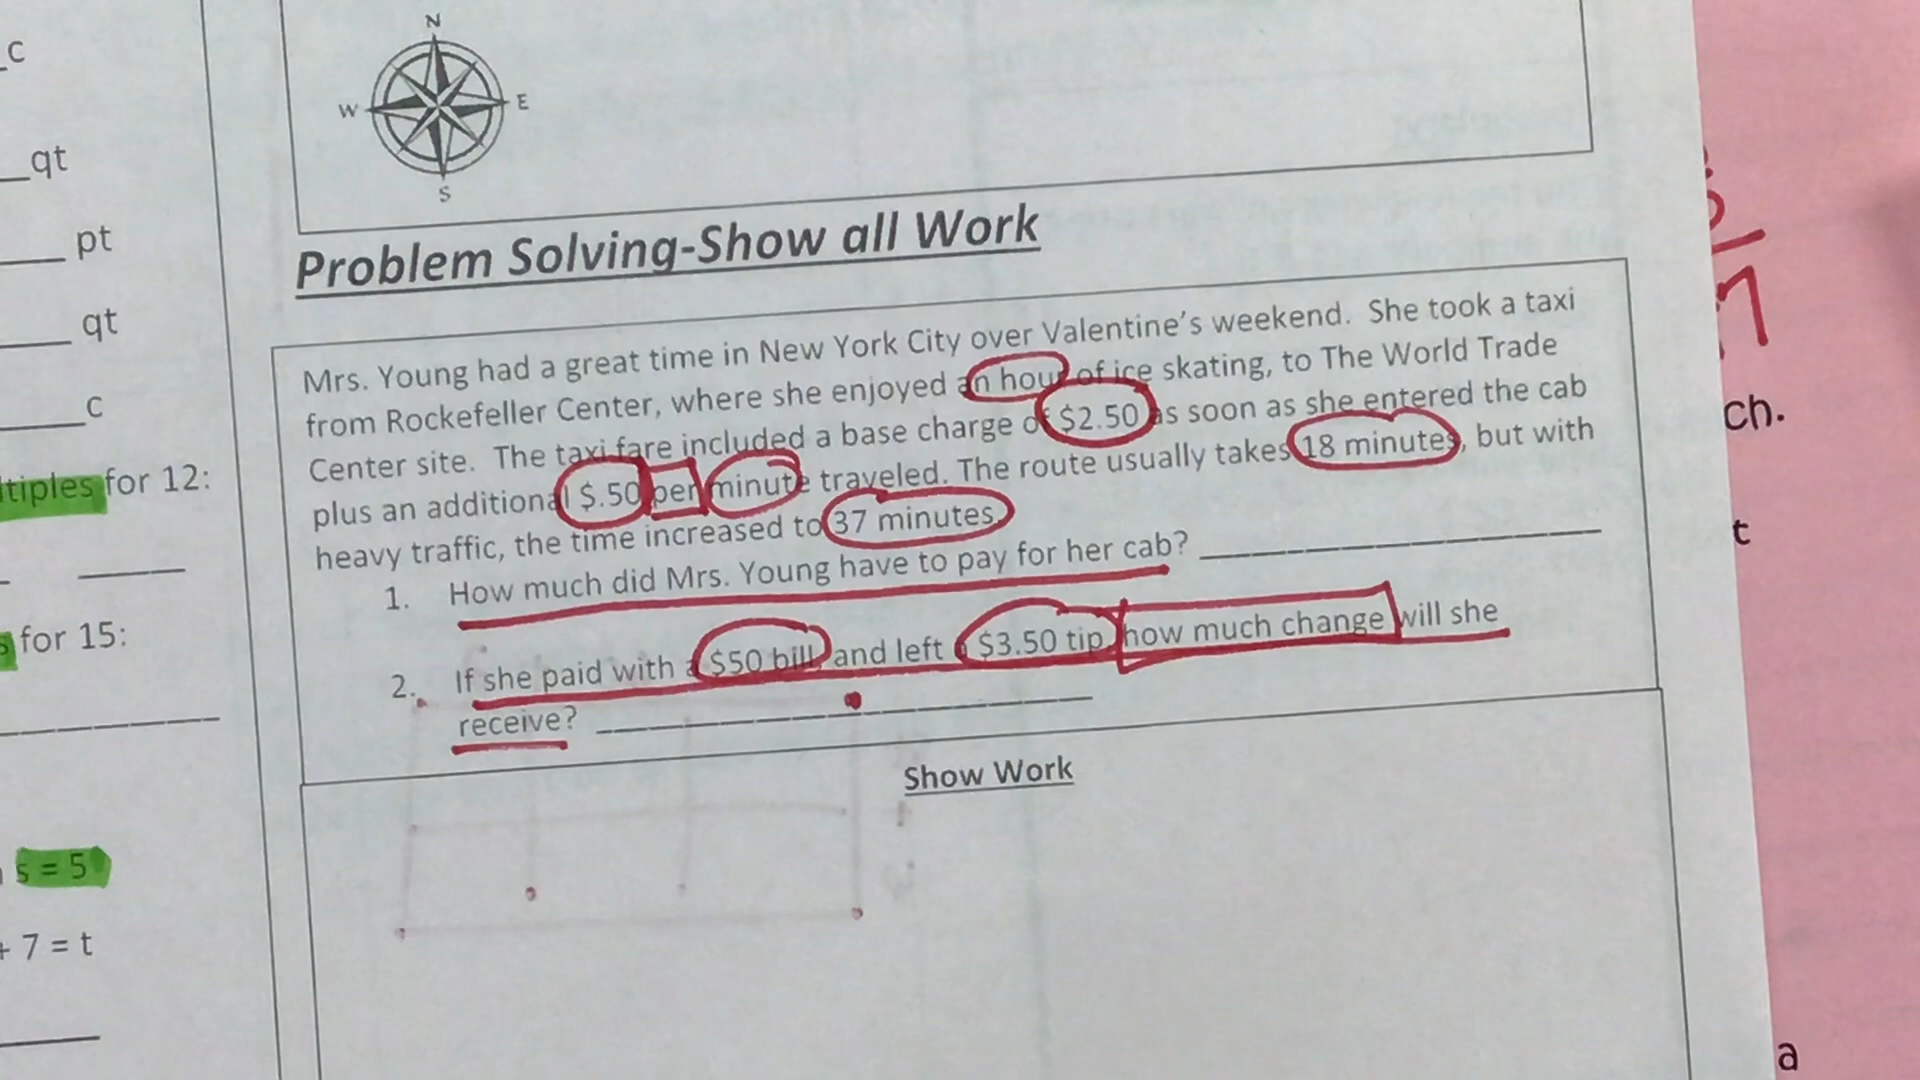 N
W E
S
c
qt
pt
qt
c
tiples for 12:
for 15:
s = 5
+ 7 = t
Problem Solving-Show all Work
Mrs. Young had a great time in New York City over Valentine's weekend. She took a taxi
from Rockefeller Center, where she enjoyed an hour of ice skating, to The World Trade
Center site. The taxi fare included a base charge of $2.50 as soon as she entered the cab
plus an additional $.50 per minute traveled. The route usually takes 18 minutes, but with
heavy traffic, the time increased to 37 minutes.
1. How much did Mrs. Young have to pay for her cab?
2. If she paid with a $50 bill, and left a $3.50 tip, how much change will she
receive?
Show Work
ch.
t
a